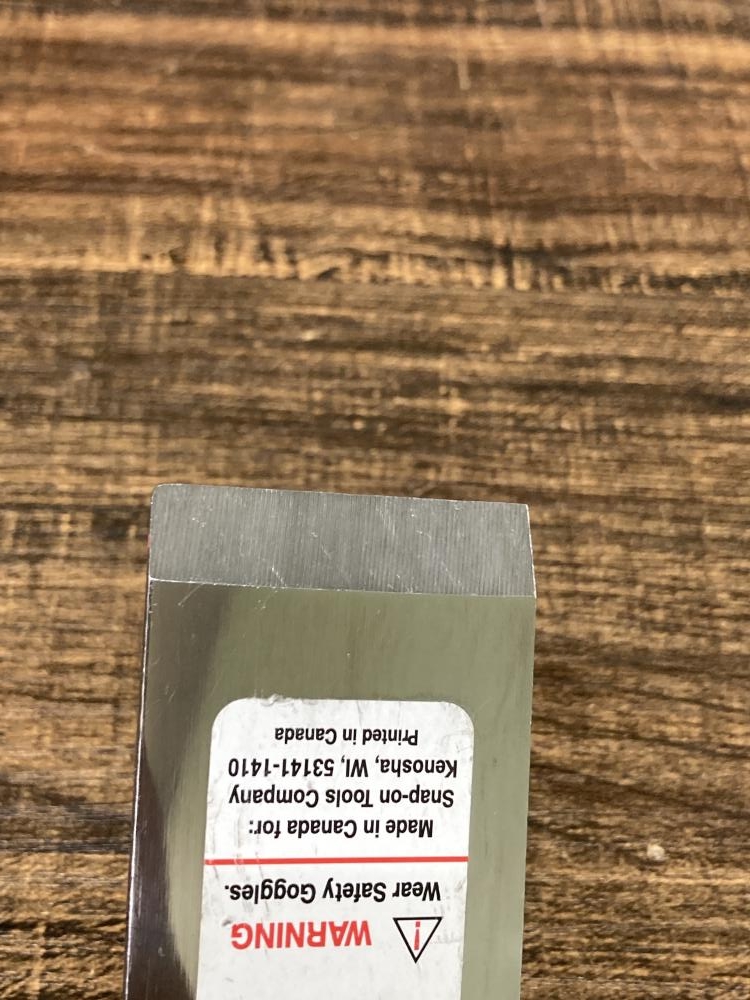 WARNING
Wear Safety Goggles.
Made in Canada for:
Snap-on Tools Company
Kenosha, WI, 53141-1410
Printed in Canada